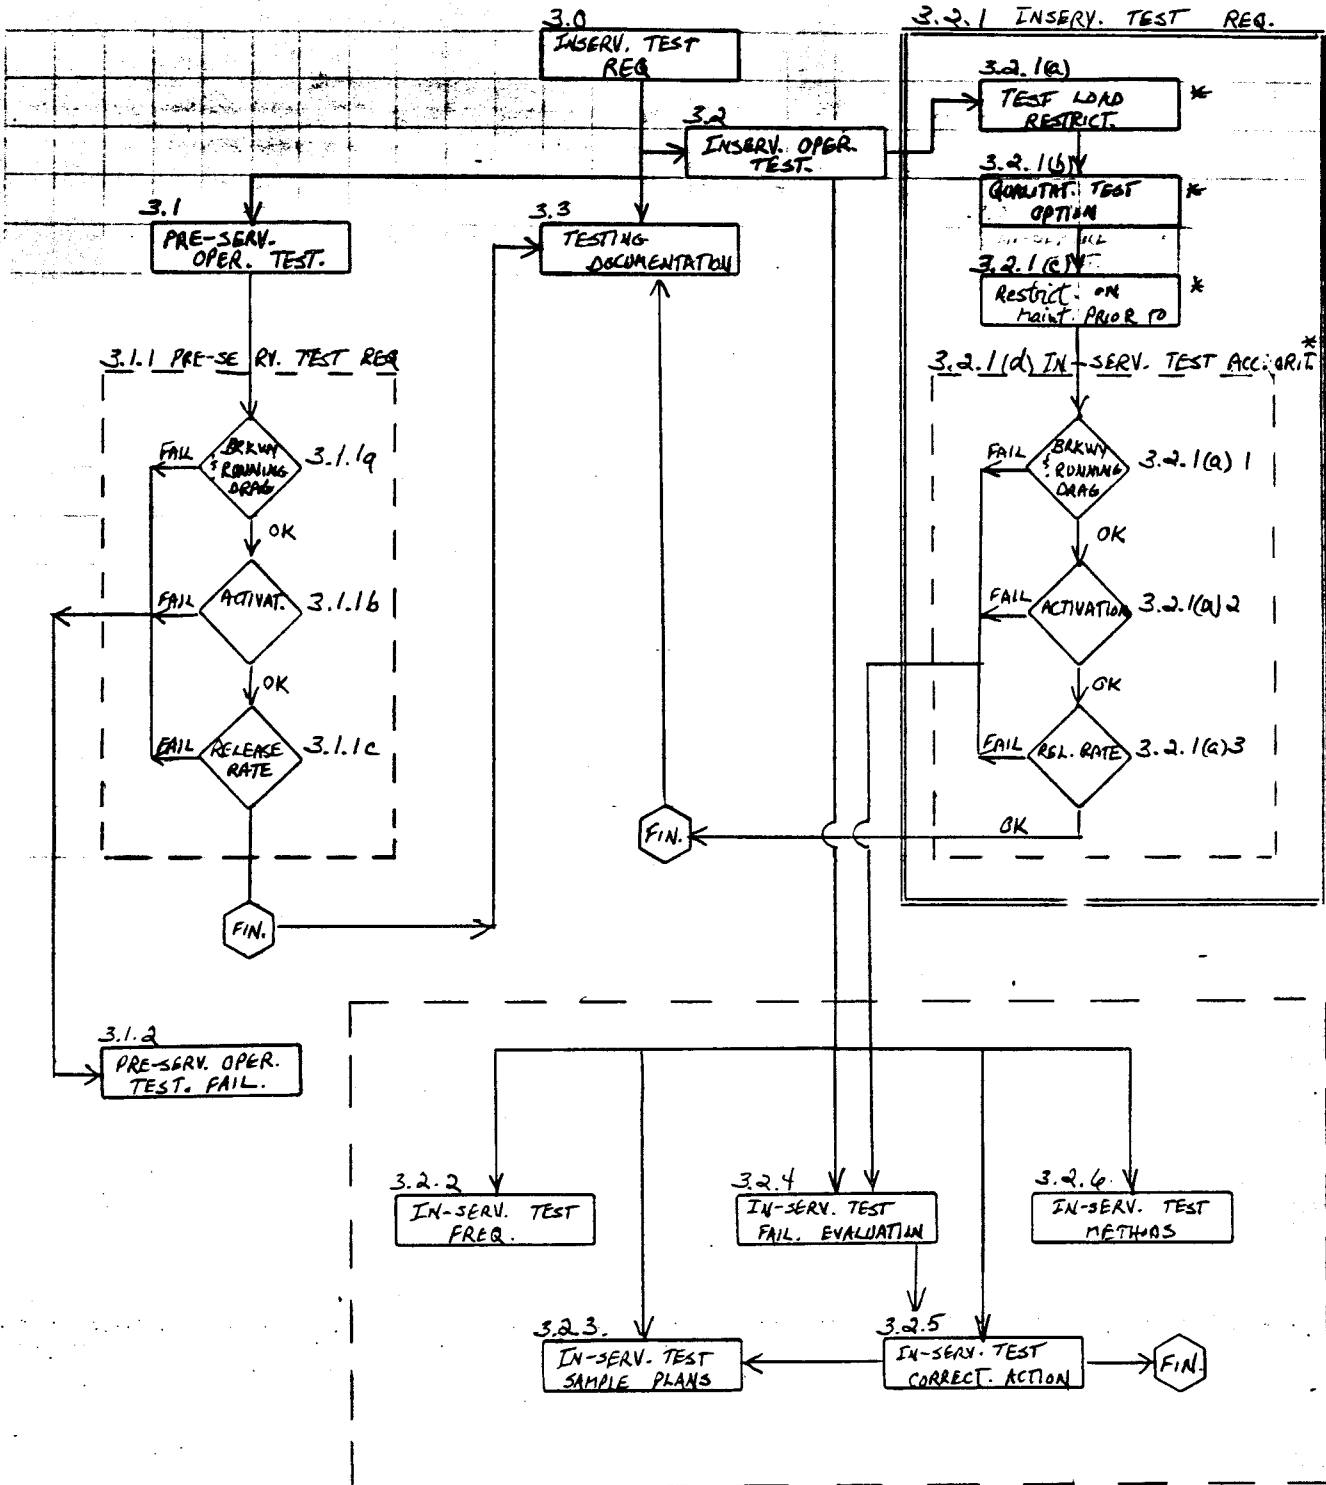 3.0
INSERV. TEST
REQ
3.2.1 INSERV. TEST REQ.
3.2.1(a)
TEST LOAD
RESTRICT.
*
3.2
INSERV. OPER.
TEST.
3.2.1(b)
QUALITAT. TEST
OPTION
*
3.1
PRE-SERV.
OPER. TEST.
3.3
TESTING
DOCUMENTATION
3.2.1(c)
Restrict. on
maint. PRIOR TO
*
3.1.1 PRE-SERV. TEST REQ
3.2.1(d) IN-SERV. TEST ACC. CRIT.
*
FAIL
BRKWY
& RUNNING
DRAG
3.1.1a
OK
FAIL
ACTIVAT.
3.1.1b
OK
FAIL
RELEASE
RATE
3.1.1c
FIN.
FAIL
BRKWY
& RUNNING
DRAG
3.2.1(a) 1
OK
FAIL
ACTIVATION
3.2.1(a) 2
OK
FAIL
REL. RATE
3.2.1(a) 3
OK
FIN.
3.1.2
PRE-SERV. OPER.
TEST. FAIL.
3.2.2
IN-SERV. TEST
FREQ.
3.2.4
IN-SERV. TEST
FAIL. EVALUATION
3.2.6
IN-SERV. TEST
METHODS
3.2.3.
IN-SERV. TEST
SAMPLE PLANS
3.2.5
IN-SERV. TEST
CORRECT. ACTION
FIN.